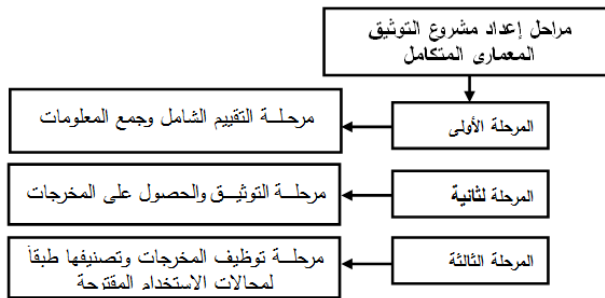 مراحل إعداد مشروع التوثيق
المعمارى المتكامل
المرحلة الأولى
مرحلـــة التقييم الشامل وجمع المعلومات
المرحلة لثانية
مرحلـــة التوثيـــق والحصول على المخرجات
المرحلة الثالثة
مرحلـــة توظيف المخرجات وتصنيفها طبقاً
لمجالات الاستخدام المقترحة